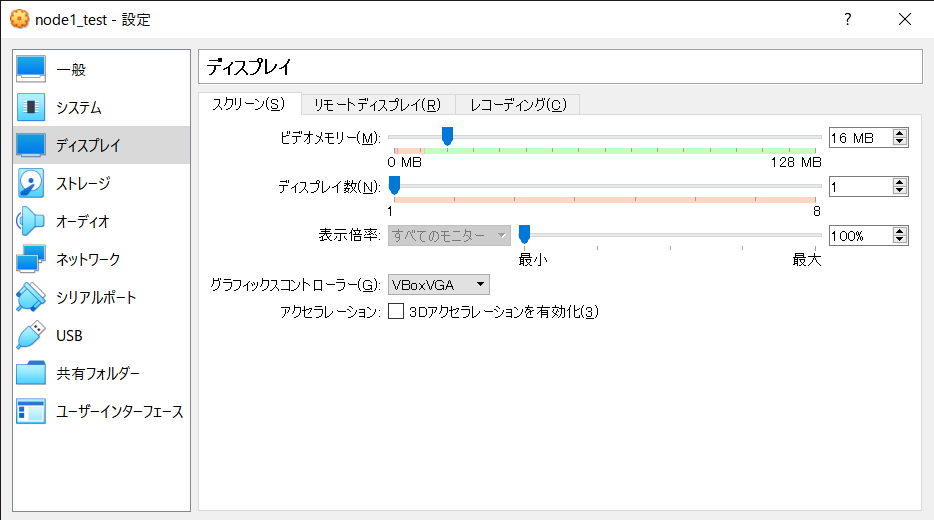 node1_test - 設定
?
一般
システム
ディスプレイ
ストレージ
オーディオ
ネットワーク
シリアルポート
USB
共有フォルダー
ユーザーインターフェース
ディスプレイ
スクリーン(S) リモートディスプレイ(R) レコーディング(C)
ビデオメモリー(M): 16 MB
0 MB 128 MB
ディスプレイ数(N): 1
1 8
表示倍率: すべてのモニター 100%
最小 最大
グラフィックスコントローラー(G): VBoxVGA
アクセラレーション: 3Dアクセラレーションを有効化(3)